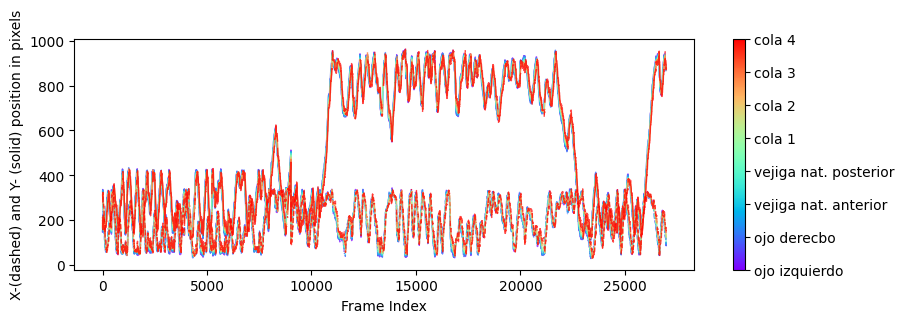 X-(dashed) and Y- (solid) position in pixels
1000
800
600
400
200
0
0 5000 10000 15000 20000 25000
Frame Index
cola 4
cola 3
cola 2
cola 1
vejiga nat. posterior
vejiga nat. anterior
ojo derecbo
ojo izquierdo